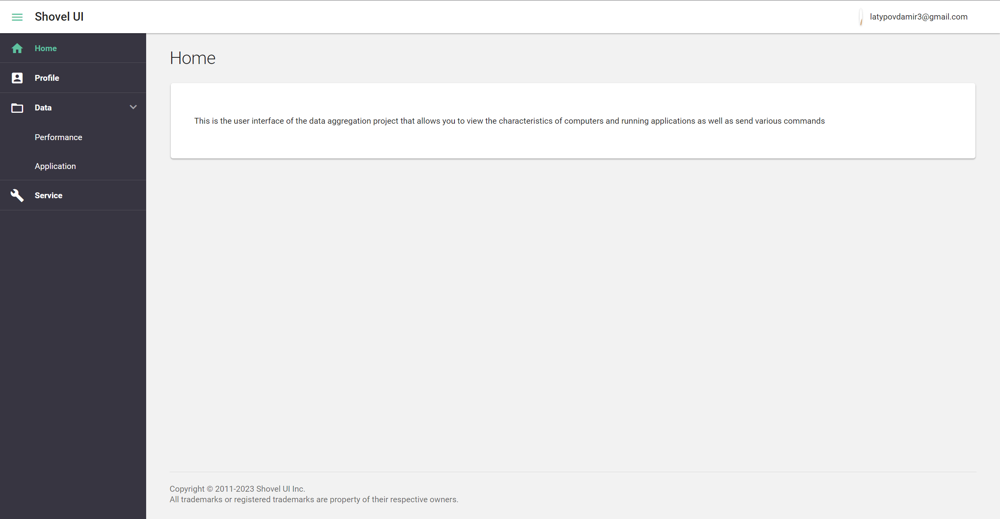 Shovel UI
latypovdamir3@gmail.com
Home
Profile
Data
Performance
Application
Service
Home
This is the user interface of the data aggregation project that allows you to view the characteristics of computers and running applications as well as send various commands
Copyright © 2011-2023 Shovel UI Inc.
All trademarks or registered trademarks are property of their respective owners.